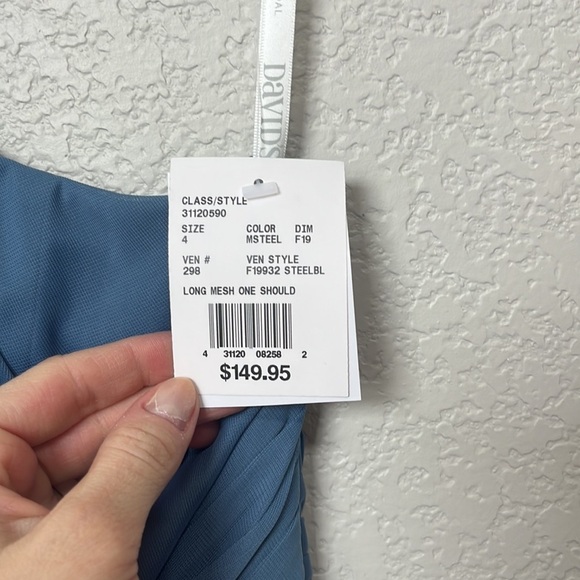 DAVIDS
CLASS/STYLE
31120590
SIZE COLOR DIM
4 MSTEEL F19
VEN # VEN STYLE
298 F19932 STEELBL
LONG MESH ONE SHOULD
4 31120 08258 2
$149.95